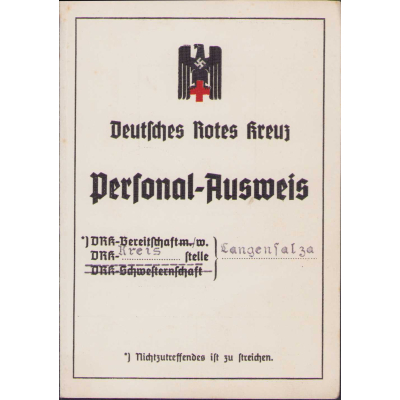 Deutsches Rotes Kreuz
Personal-Ausweis
*) DRK-Bereitschaft m./w.
DRK-Kreis stelle } Langensalza
DRK-Schwesternschaft
*) Nichtzutreffendes ist zu streichen.